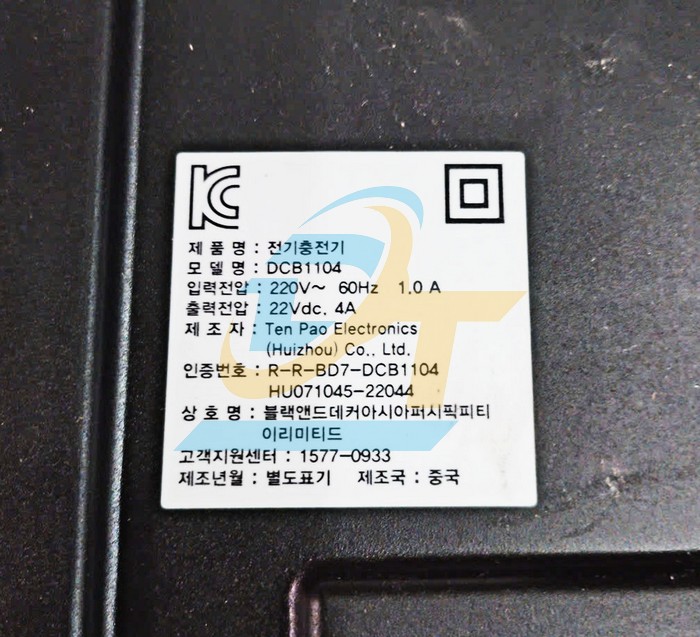 제 품 명 : 전기충전기
모 델 명 : DCB1104
입력전압 : 220V~ 60Hz 1.0 A
출력전압 : 22Vdc, 4A
제 조 자 : Ten Pao Electronics
(Huizhou) Co., Ltd.
인증번호 : R-R-BD7-DCB1104
HU071045-22044
상 호 명 : 블랙앤드데커아시아퍼시픽피티
이리미티드
고객지원센터 : 1577-0933
제조년월 : 별도표기 제조국 : 중국